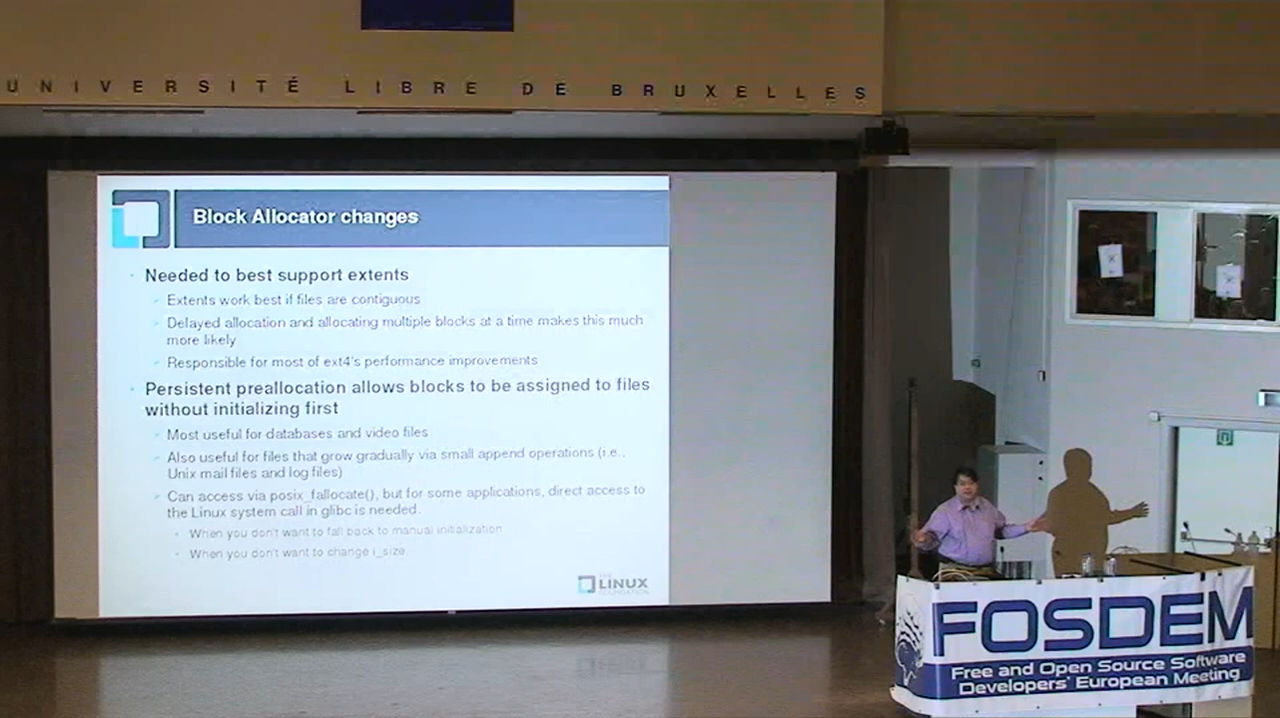 UNIVERSITÉ LIBRE DE BRUXELLES
Block Allocator changes
Needed to best support extents
Extents work best if files are contiguous
Delayed allocation and allocating multiple blocks at a time makes this much
more likely
Responsible for most of ext4's performance improvements
Persistent preallocation allows blocks to be assigned to files
without initializing first
Most useful for databases and video files
Also useful for files that grow gradually via small append operations (i.e.,
Unix mail files and log files)
Can access via posix_fallocate(), but for some applications, direct access to
the Linux system call in glibc is needed.
When you don't want to fall back to manual initialization
When you don't want to change i_size
THE
LINUX
FOUNDATION
FOSDEM
Free and Open Source Software
Developers' European Meeting